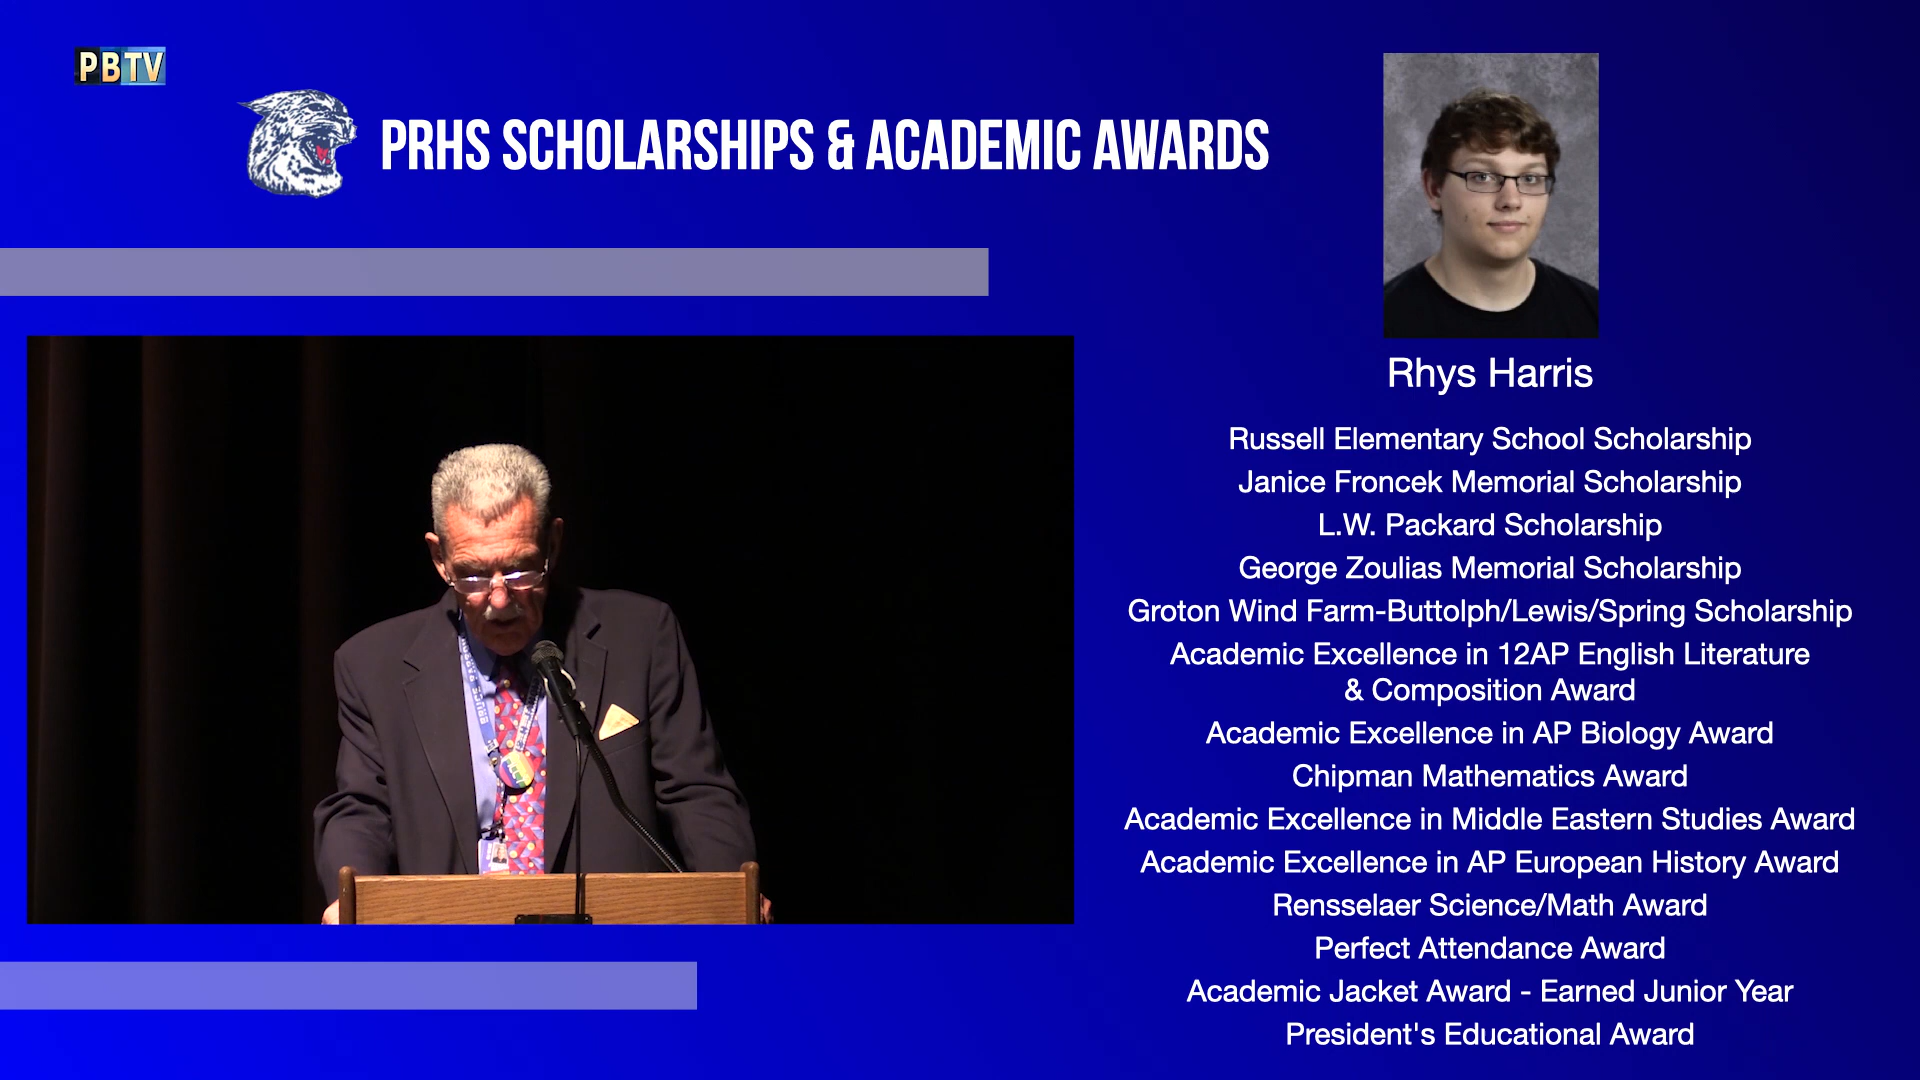 PBTV
PRHS SCHOLARSHIPS & ACADEMIC AWARDS
Rhys Harris
Russell Elementary School Scholarship
Janice Froncek Memorial Scholarship
L.W. Packard Scholarship
George Zoulias Memorial Scholarship
Groton Wind Farm-Buttolph/Lewis/Spring Scholarship
Academic Excellence in 12AP English Literature
& Composition Award
Academic Excellence in AP Biology Award
Chipman Mathematics Award
Academic Excellence in Middle Eastern Studies Award
Academic Excellence in AP European History Award
Rensselaer Science/Math Award
Perfect Attendance Award
Academic Jacket Award - Earned Junior Year
President's Educational Award